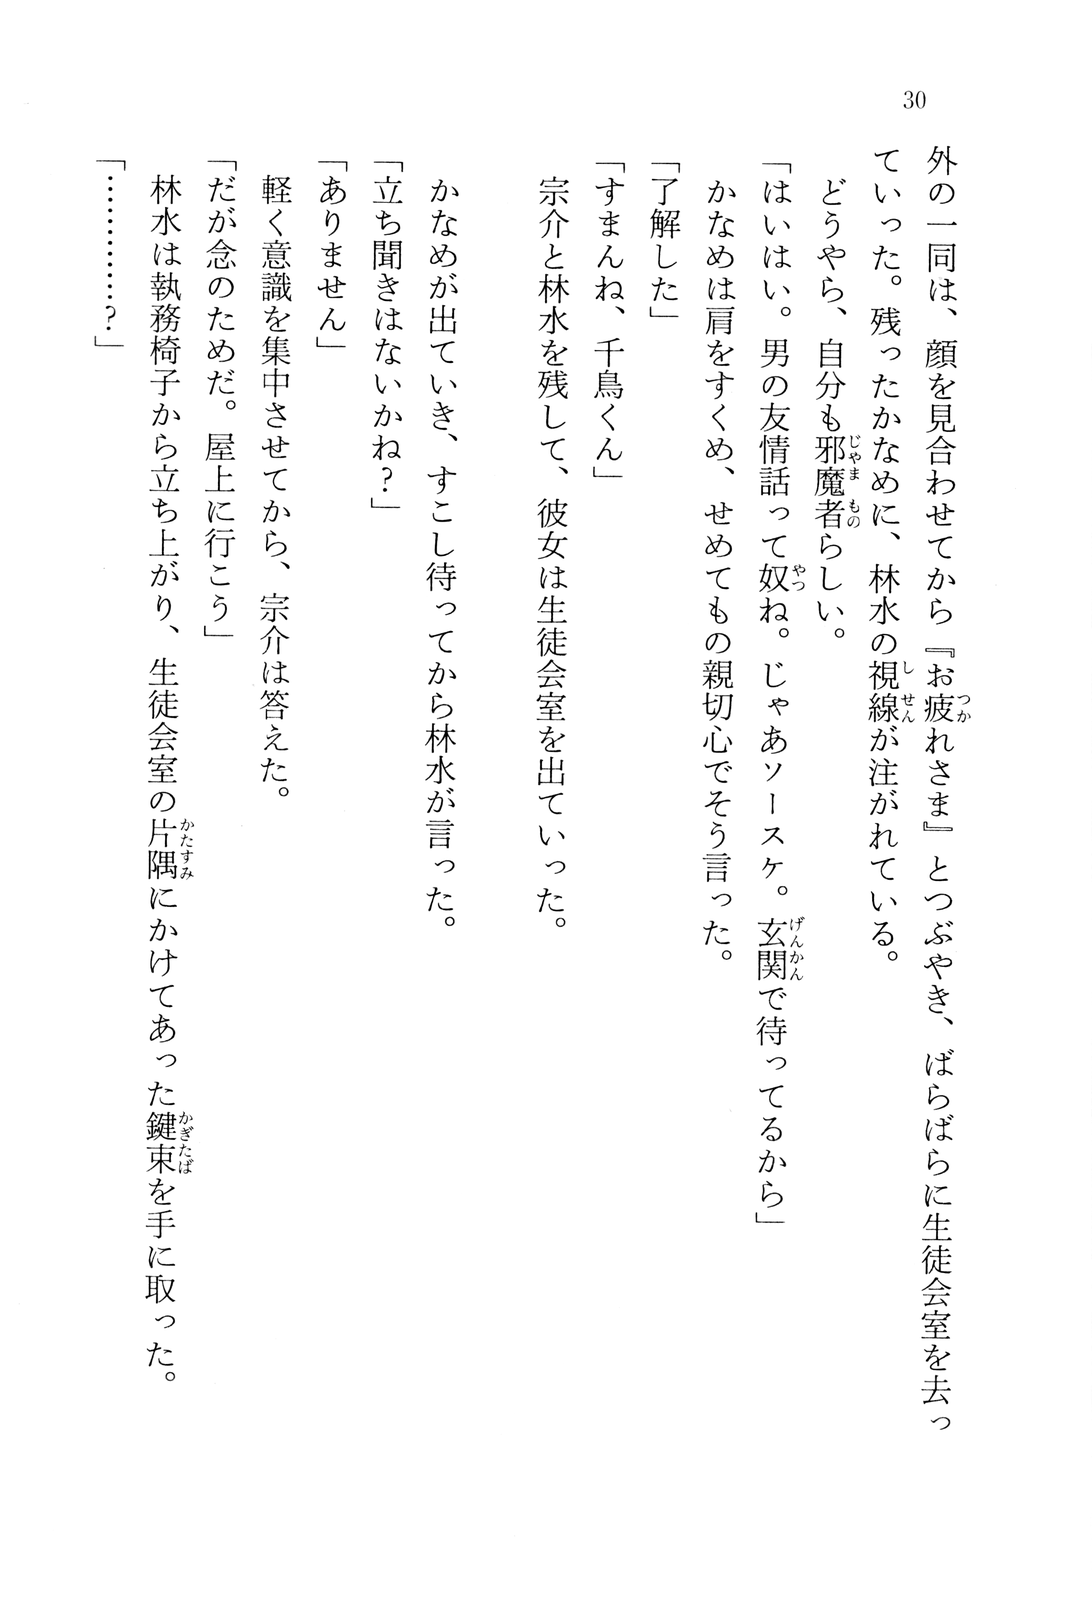 30
外の一同は、顔を見合わせてから『お疲れさま』とつぶやき、ばらばらに生徒会室を去っ
ていった。残ったかなめに、林水の視線が注がれている。
どうやら、自分も邪魔者らしい。
「はいはい。男の友情話って奴ね。じゃあソースケ。玄関で待ってるから」
かなめは肩をすくめ、せめてもの親切心でそう言った。
「了解した」
「すまんね、千鳥くん」
宗介と林水を残して、彼女は生徒会室を出ていった。
かなめが出ていき、すこし待ってから林水が言った。
「立ち聞きはないかね？」
「ありません」
軽く意識を集中させてから、宗介は答えた。
「だが念のためだ。屋上に行こう」
林水は執務椅子から立ち上がり、生徒会室の片隅にかけてあった鍵束を手に取った。
「…………？」